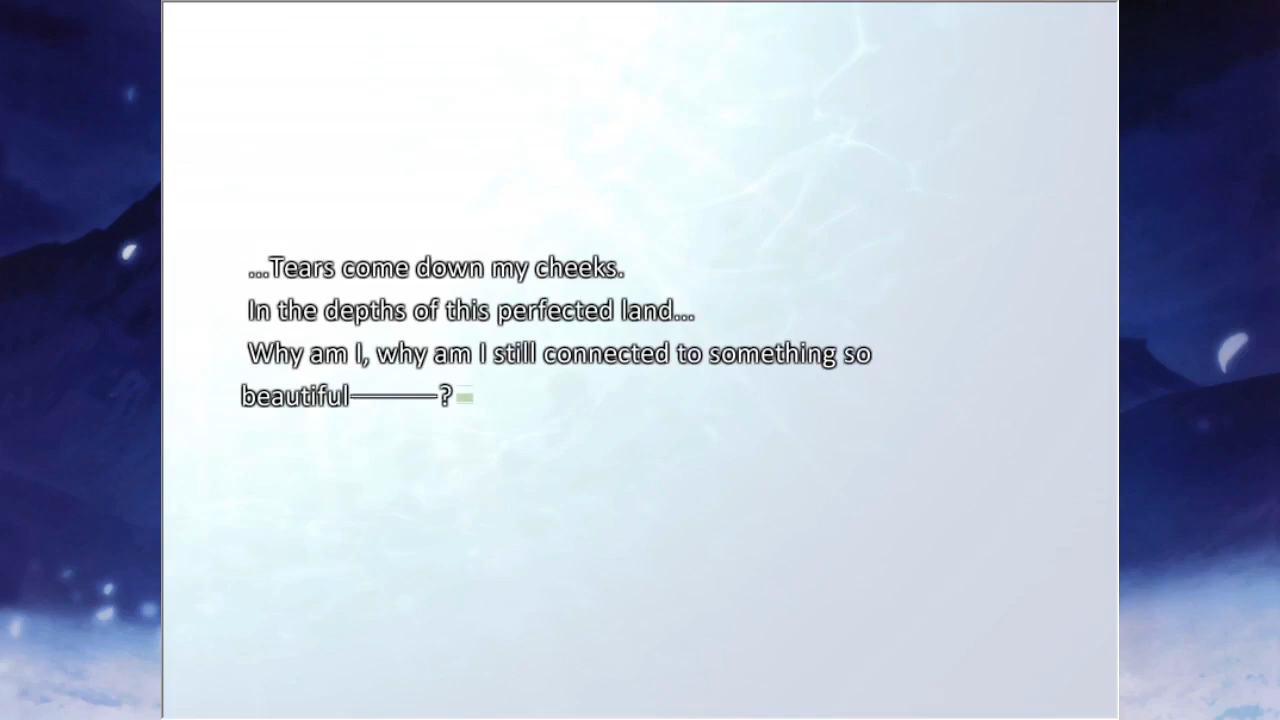 ...Tears come down my cheeks.
In the depths of this perfected land...
Why am I, why am I still connected to something so
beautiful―――?